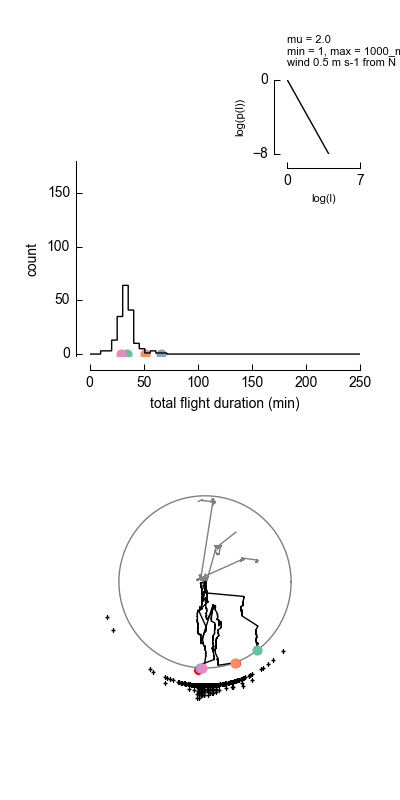 mu = 2.0
min = 1, max = 1000_m
wind 0.5 m s-1 from N
0
log(p(l))
−8
0
7
log(l)
150
count
100
50
0
0
50
100
150
200
250
total flight duration (min)